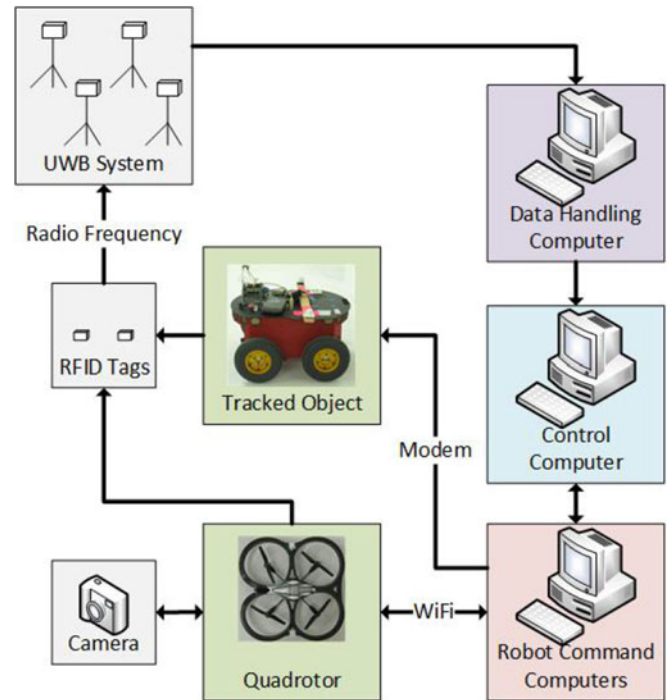 UWB System
Data Handling
Computer
Radio Frequency
RFID Tags
Tracked Object
Control
Computer
Modem
Camera
Quadrotor
WiFi
Robot Command
Computers